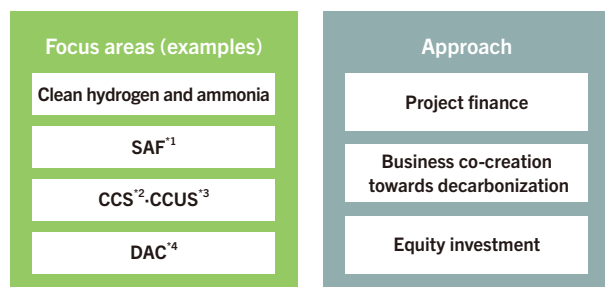 Focus areas (examples)
Clean hydrogen and ammonia
SAF*1
CCS*2·CCUS*3
DAC*4
Approach
Project finance
Business co-creation
towards decarbonization
Equity investment